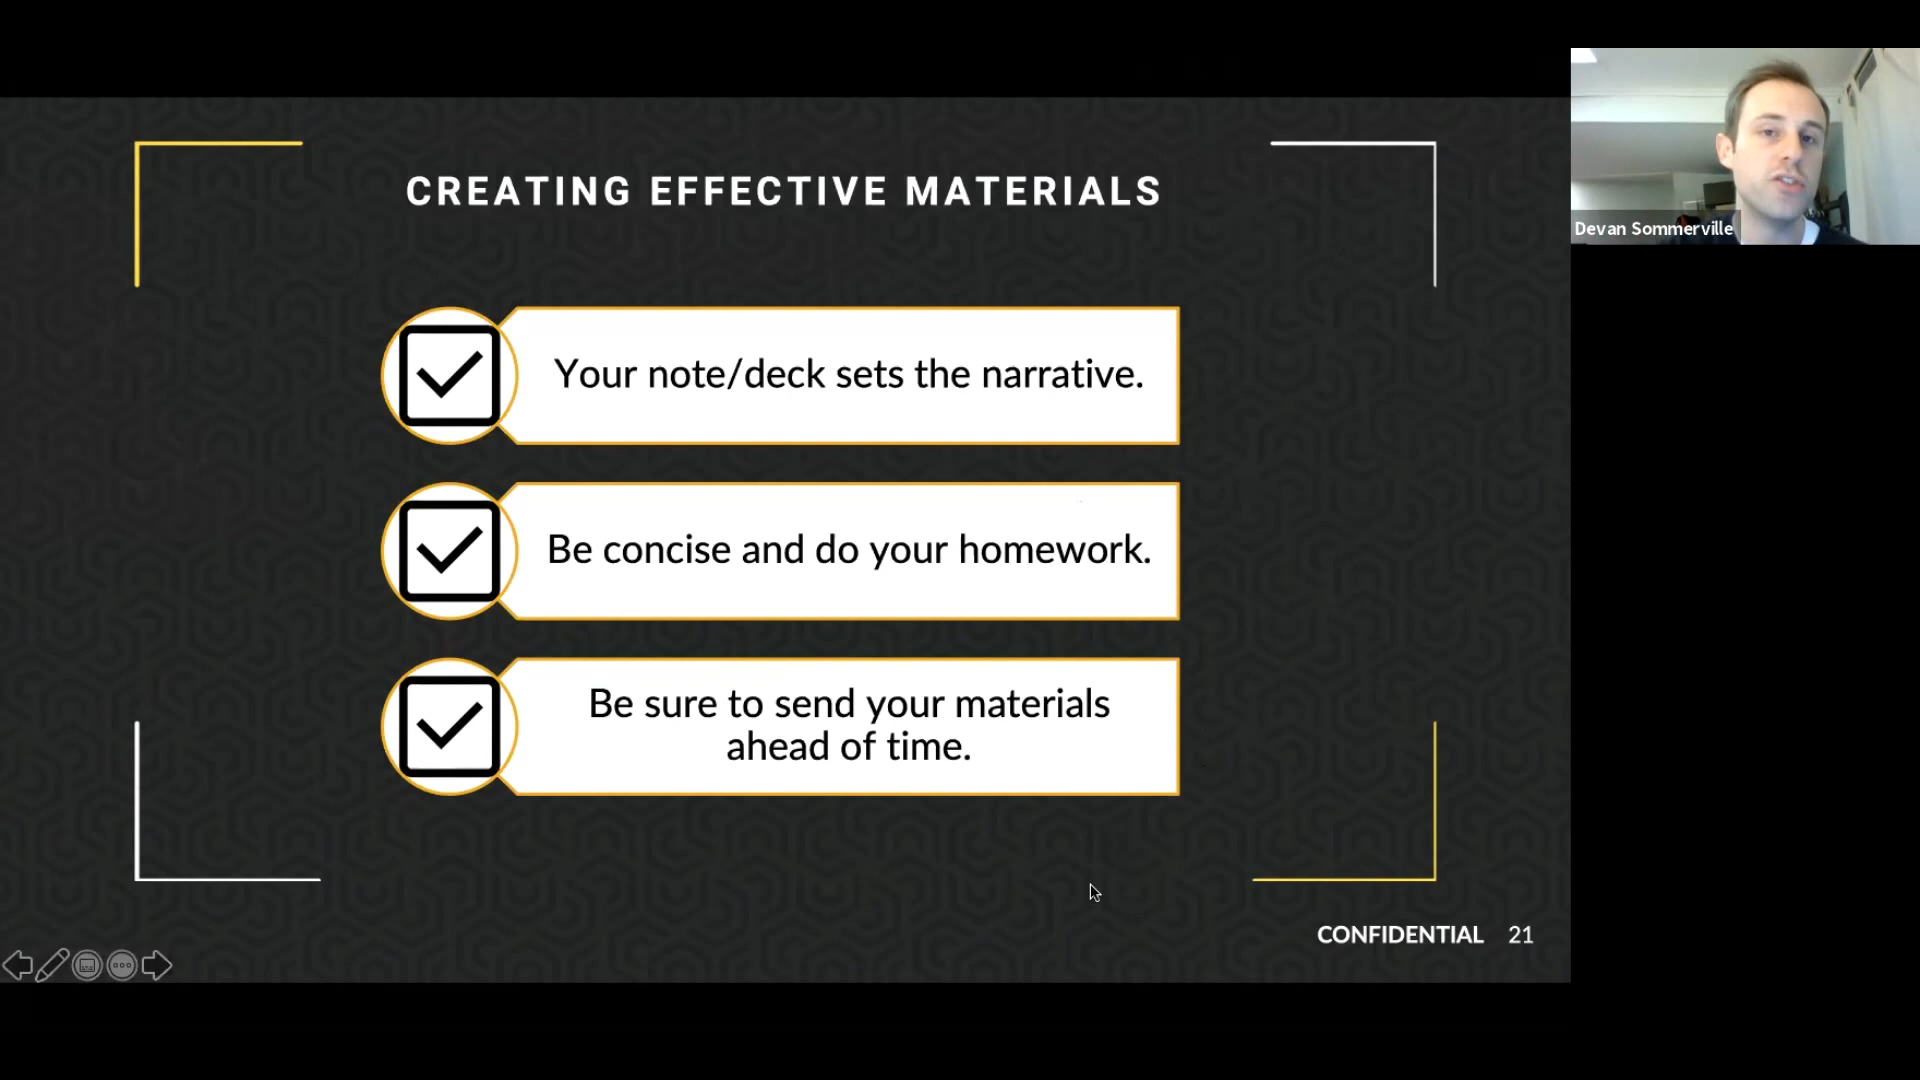 CREATING EFFECTIVE MATERIALS
Your note/deck sets the narrative.
Be concise and do your homework.
Be sure to send your materials
ahead of time.
CONFIDENTIAL 21
Devan Sommerville